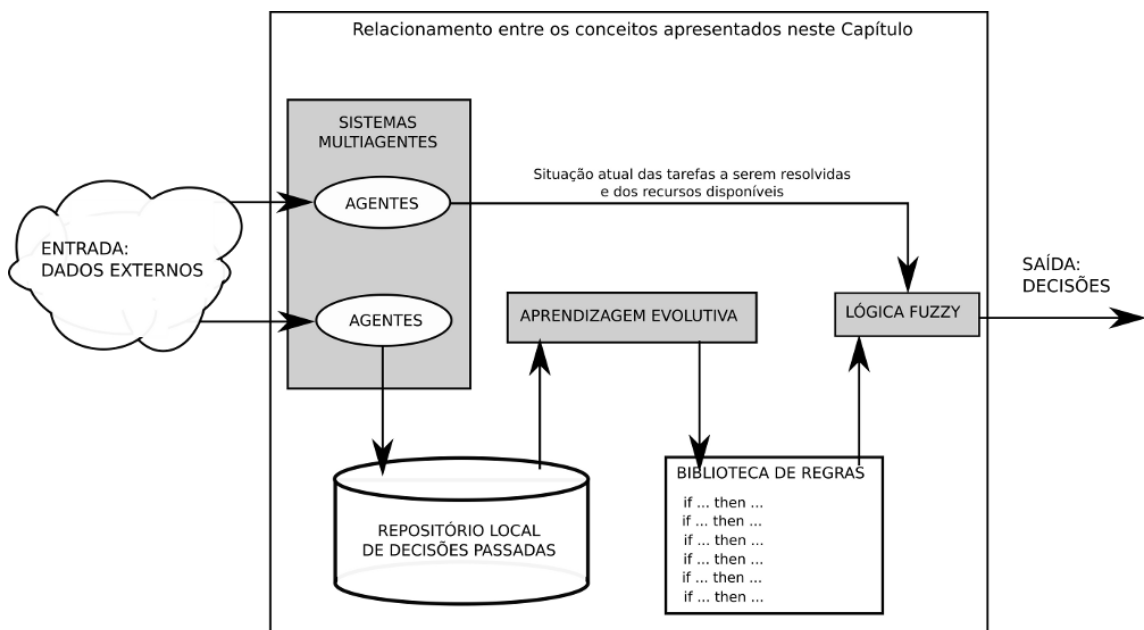 Relacionamento entre os conceitos apresentados neste Capítulo
SISTEMAS
MULTIAGENTES
Situação atual das tarefas a serem resolvidas
e dos recursos disponíveis
AGENTES
ENTRADA:
DADOS EXTERNOS
SAÍDA:
DECISÕES
AGENTES
APRENDIZAGEM EVOLUTIVA
LÓGICA FUZZY
REPOSITÓRIO LOCAL
DE DECISÕES PASSADAS
BIBLIOTECA DE REGRAS
if ... then ...
if ... then ...
if ... then ...
if ... then ...
if ... then ...
if ... then ...